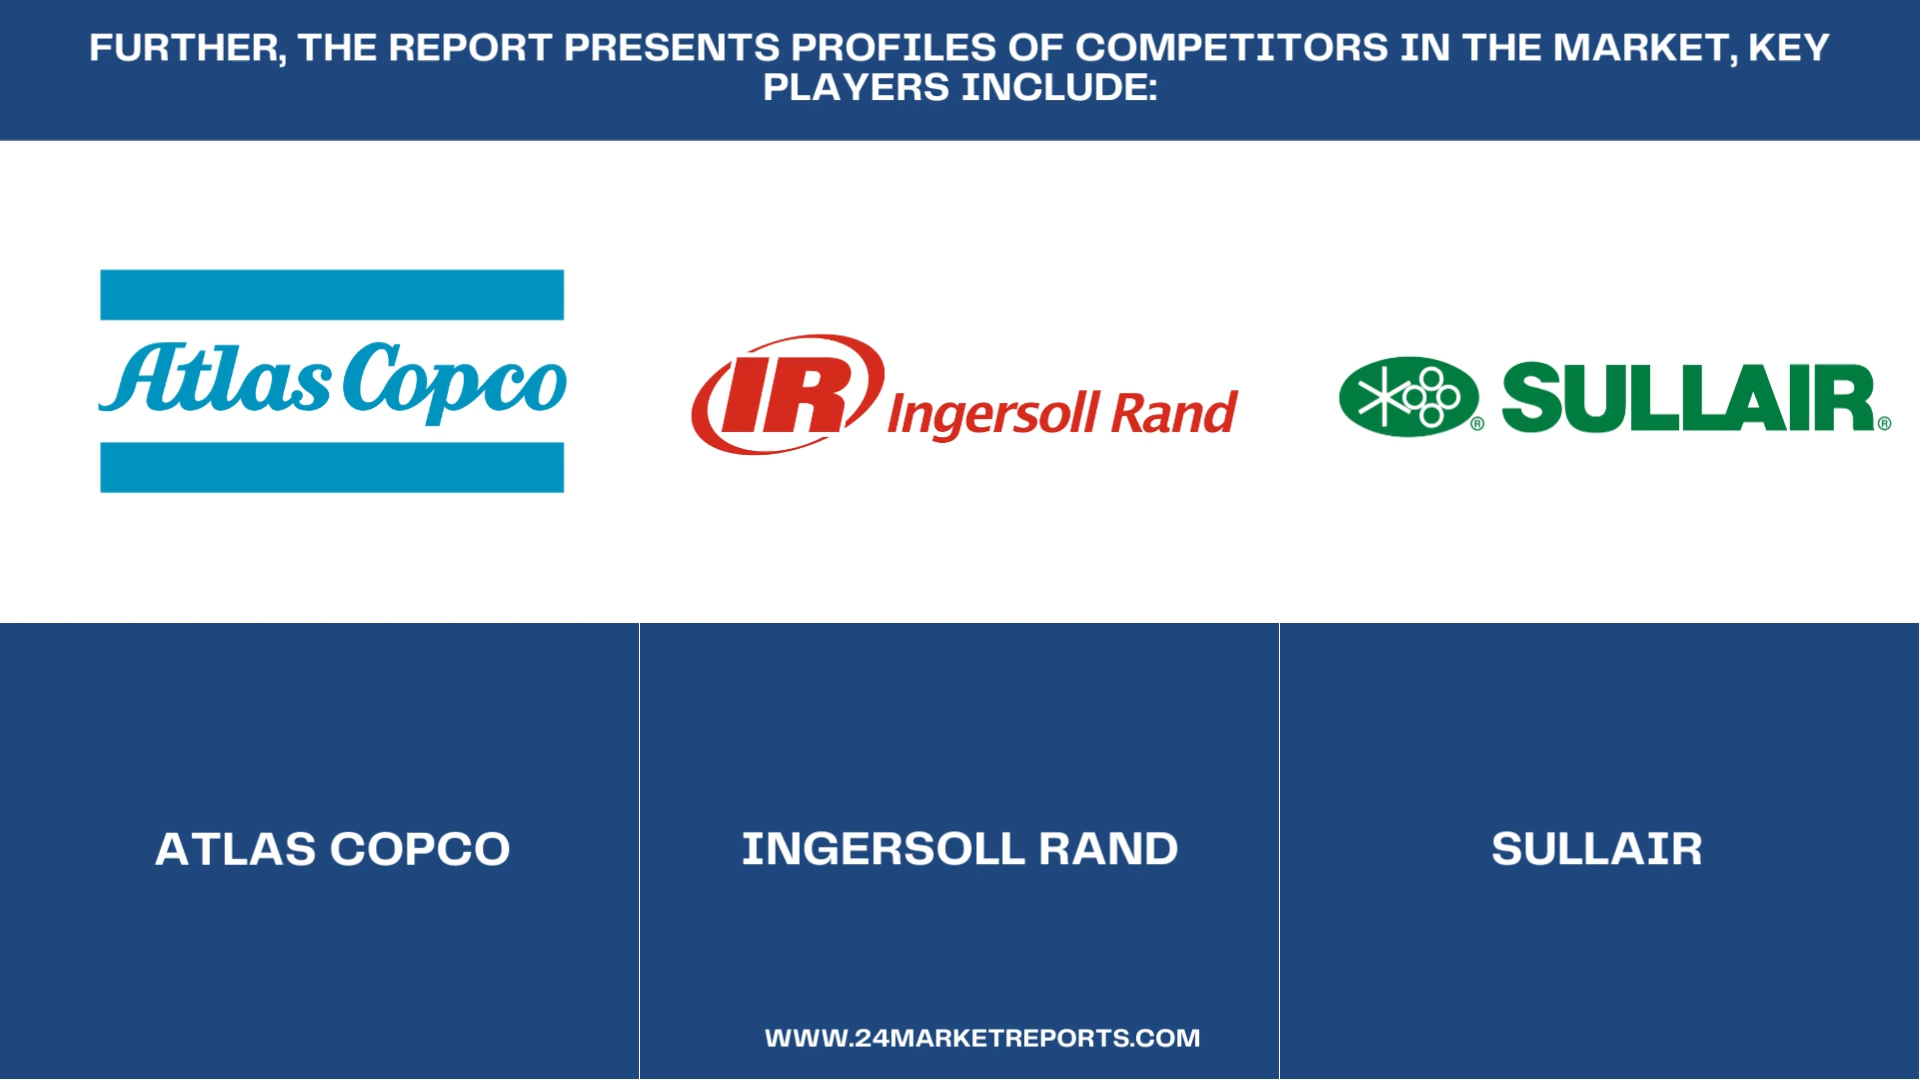 FURTHER, THE REPORT PRESENTS PROFILES OF COMPETITORS IN THE MARKET, KEY
PLAYERS INCLUDE:
Atlas Copco
IR Ingersoll Rand
® SULLAIR®
ATLAS COPCO
INGERSOLL RAND
SULLAIR
WWW.24MARKETREPORTS.COM